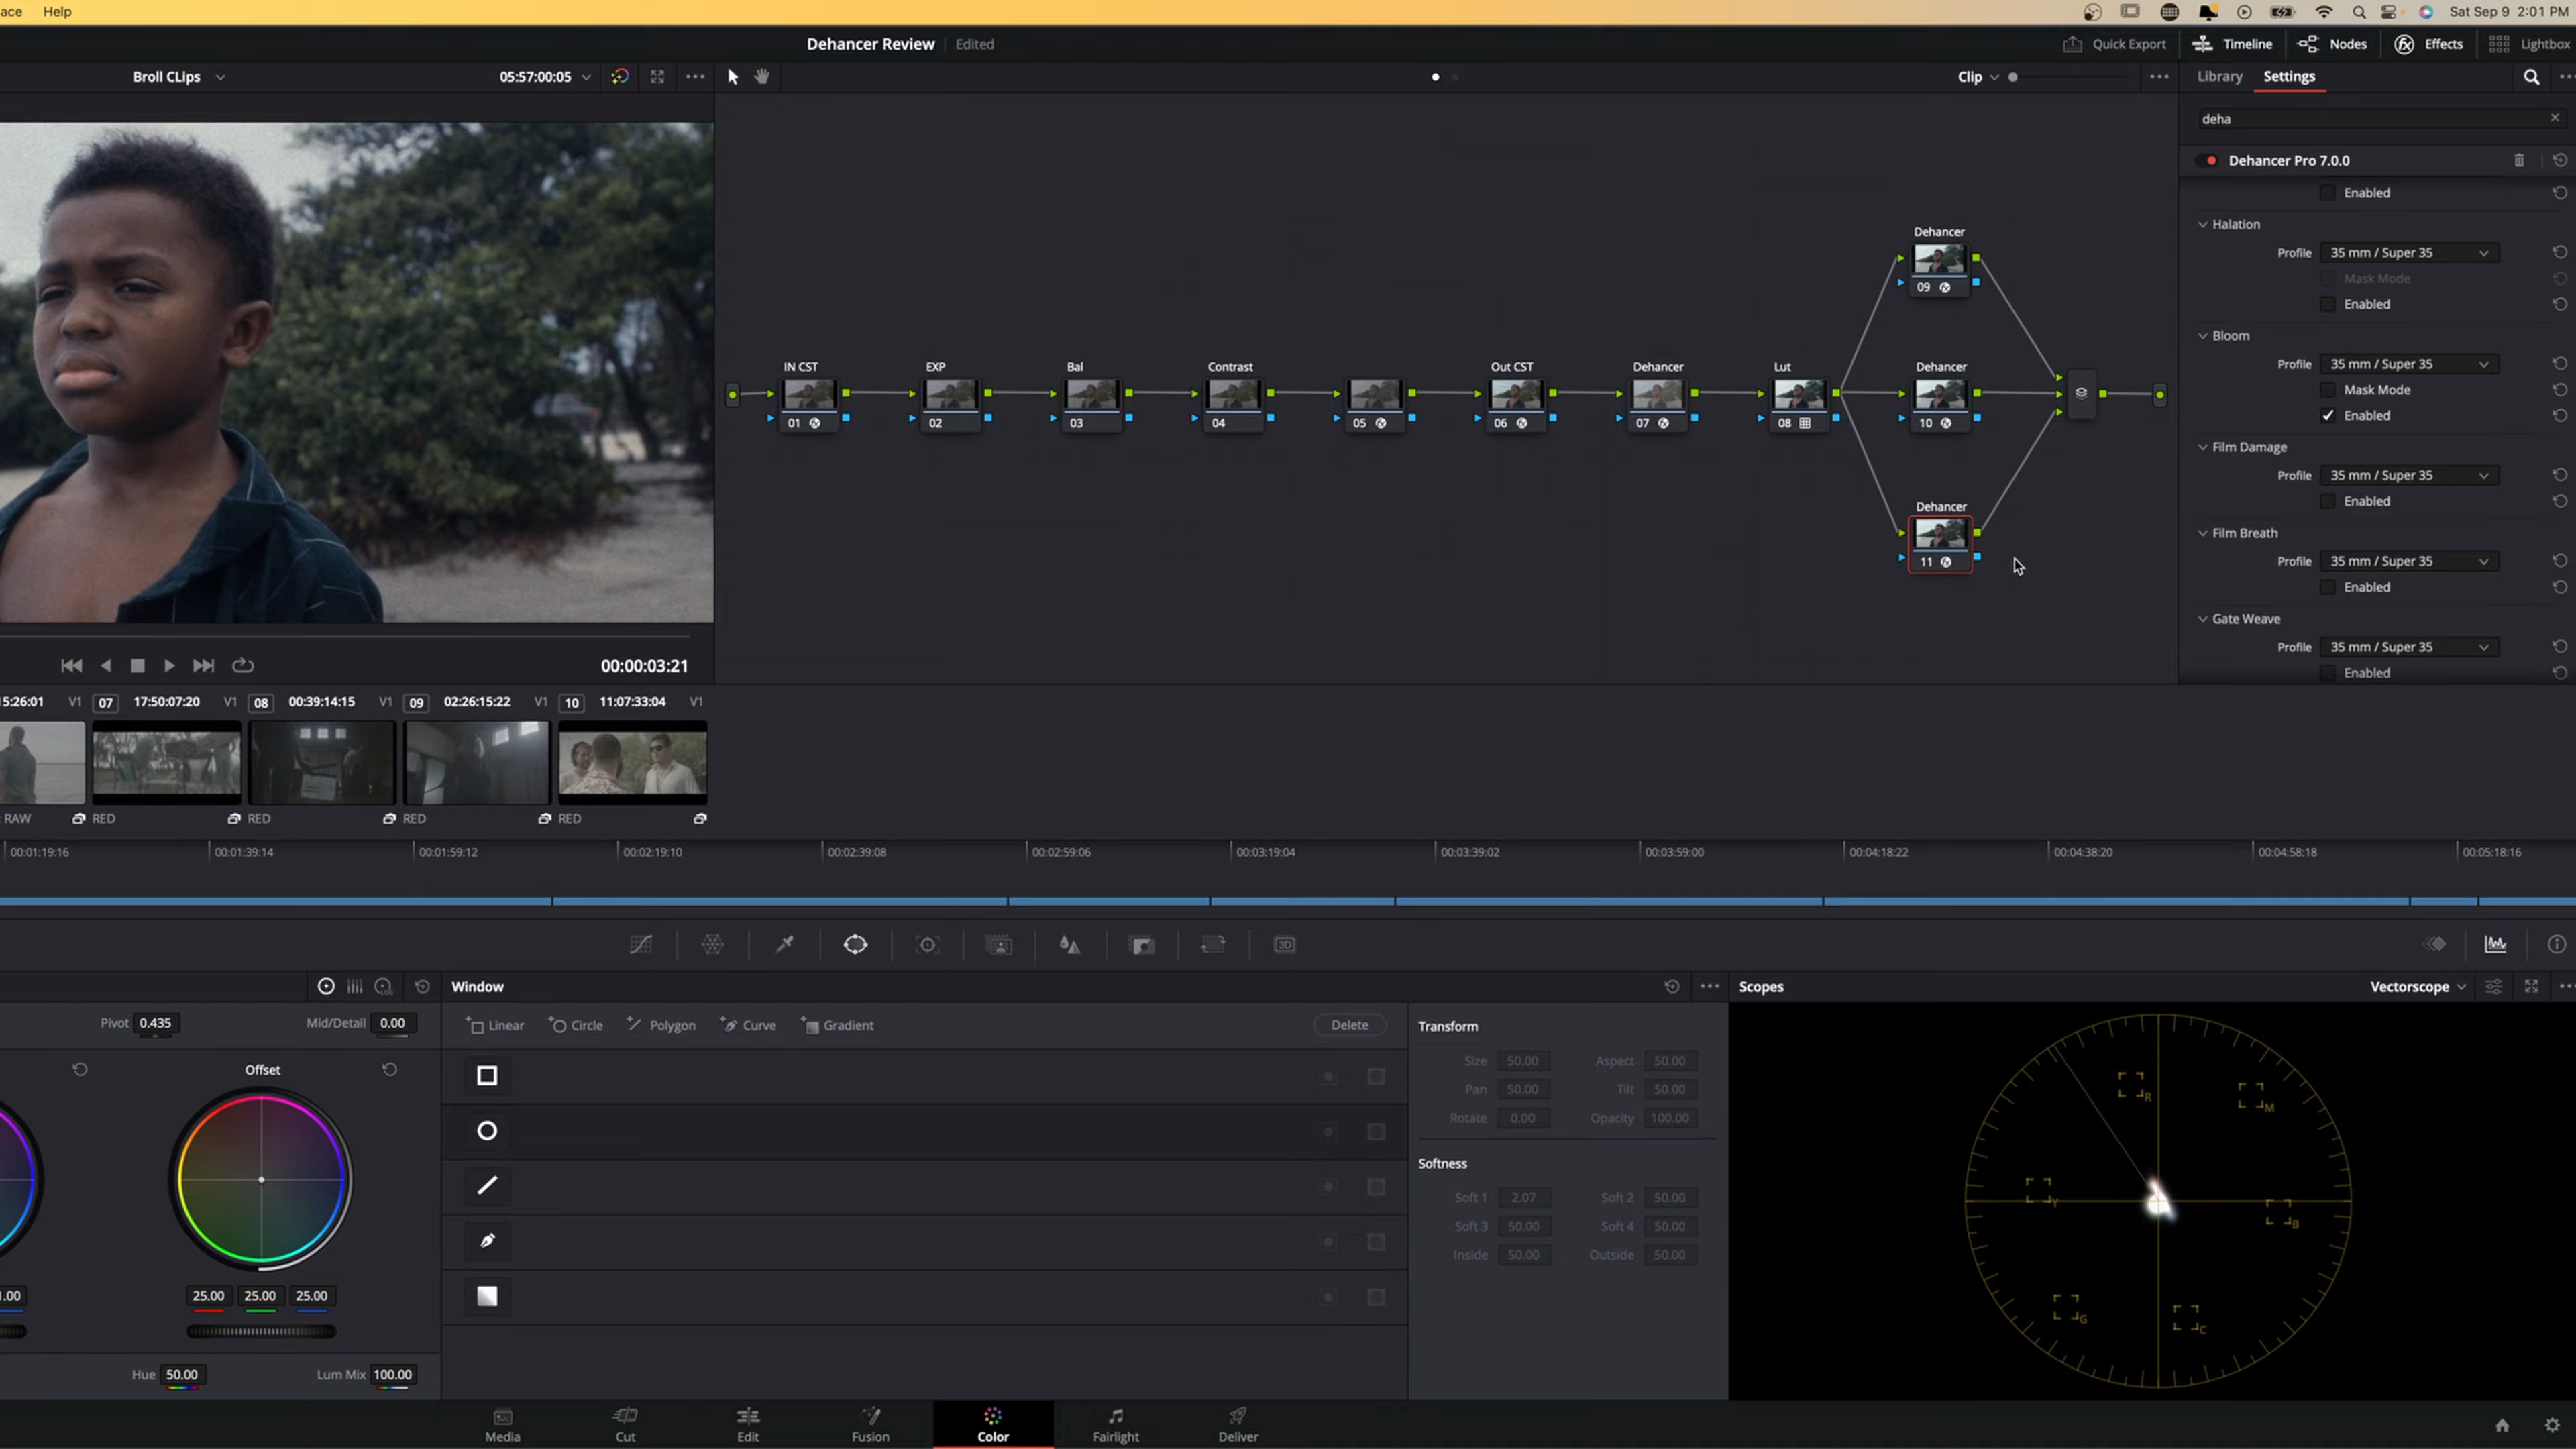 ace Help Sat Sep 9 2:01 PM
Dehancer Review Edited Quick Export Timeline Nodes Effects Lightbox
Broll CLips 05:57:00:05 Clip Library Settings
deha
Dehancer Pro 7.0.0
Enabled
Halation
Profile 35 mm / Super 35
Mask Mode
Enabled
Bloom
Profile 35 mm / Super 35
Mask Mode
Enabled
Film Damage
Profile 35 mm / Super 35
Enabled
Film Breath
Profile 35 mm / Super 35
Enabled
Gate Weave
Profile 35 mm / Super 35
Enabled
Dehancer
09
IN CST EXP Bal Contrast Out CST Dehancer Lut Dehancer
01 02 03 04 05 06 07 08 10
Dehancer
11
00:00:03:21
5:26:01 V1 07 17:50:07:20 V1 08 00:39:14:15 V1 09 02:26:15:22 V1 10 11:07:33:04 V1
RAW RED RED RED RED
00:01:19:16 00:01:39:14 00:01:59:12 00:02:19:10 00:02:39:08 00:02:59:06 00:03:19:04 00:03:39:02 00:03:59:00 00:04:18:22 00:04:38:20 00:04:58:18 00:05:18:16
3D
LOG
Window Scopes Vectorscope
Pivot 0.435 Mid/Detail 0.00
Linear Circle Polygon Curve Gradient Delete
Offset
Transform
Size 50.00 Aspect 50.00
Pan 50.00 Tilt 50.00
Rotate 0.00 Opacity 100.00
Softness
Soft 1 2.07 Soft 2 50.00
Soft 3 50.00 Soft 4 50.00
Inside 50.00 Outside 50.00
R M
Y B
G C
.00 25.00 25.00 25.00
Hue 50.00 Lum Mix 100.00
Media Cut Edit Fusion Color Fairlight Deliver